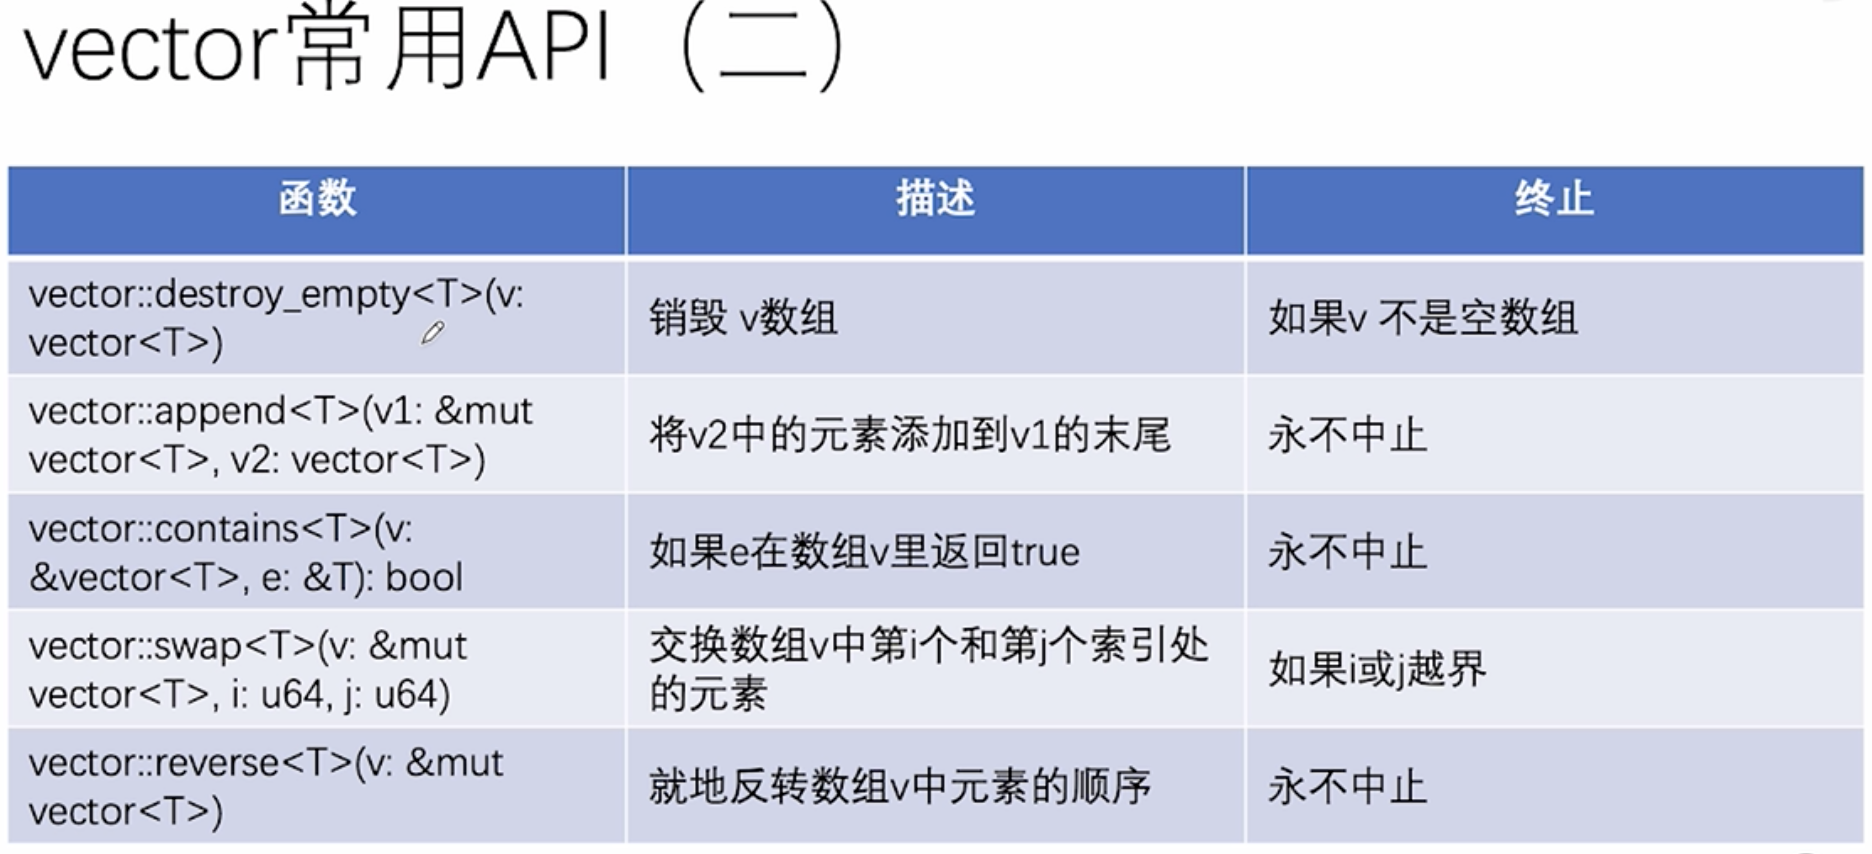 vector常用API（二）
函数
描述
终止
vector::destroy_empty<T>(v:
vector<T>)
销毁 v数组
如果v 不是空数组
vector::append<T>(v1: &mut
vector<T>, v2: vector<T>)
将v2中的元素添加到v1的末尾
永不中止
vector::contains<T>(v:
&vector<T>, e: &T): bool
如果e在数组v里返回true
永不中止
vector::swap<T>(v: &mut
vector<T>, i: u64, j: u64)
交换数组v中第i个和第j个索引处
的元素
如果i或j越界
vector::reverse<T>(v: &mut
vector<T>)
就地反转数组v中元素的顺序
永不中止